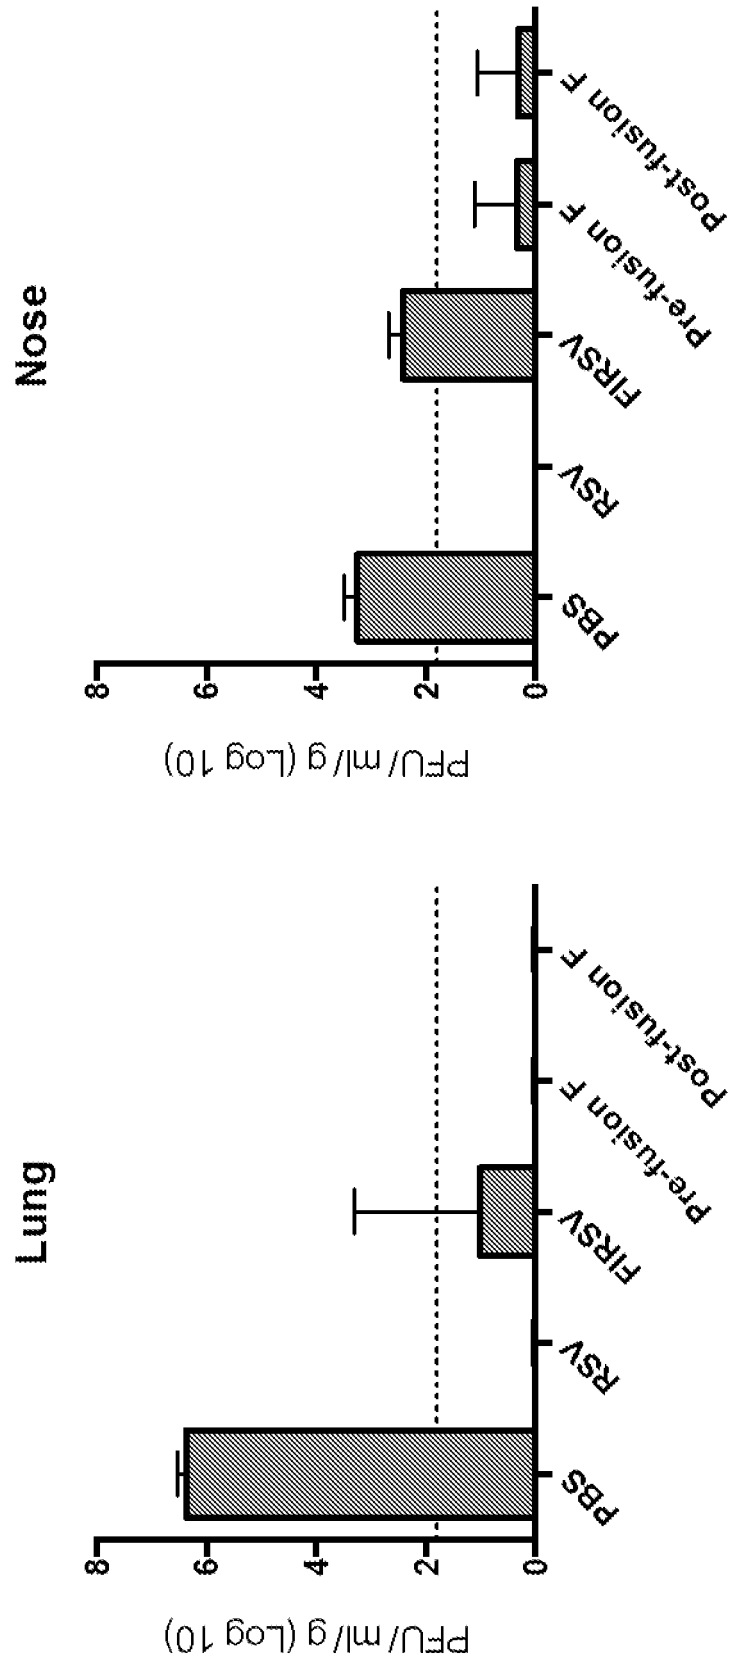 Lung
PFU/ml/g (Log 10)
8
6
4
2
0
PBS
RSV
FIRSV
Pre-fusion F
Post-fusion F
Nose
PFU/ml/g (Log 10)
8
6
4
2
0
PBS
RSV
FIRSV
Pre-fusion F
Post-fusion F